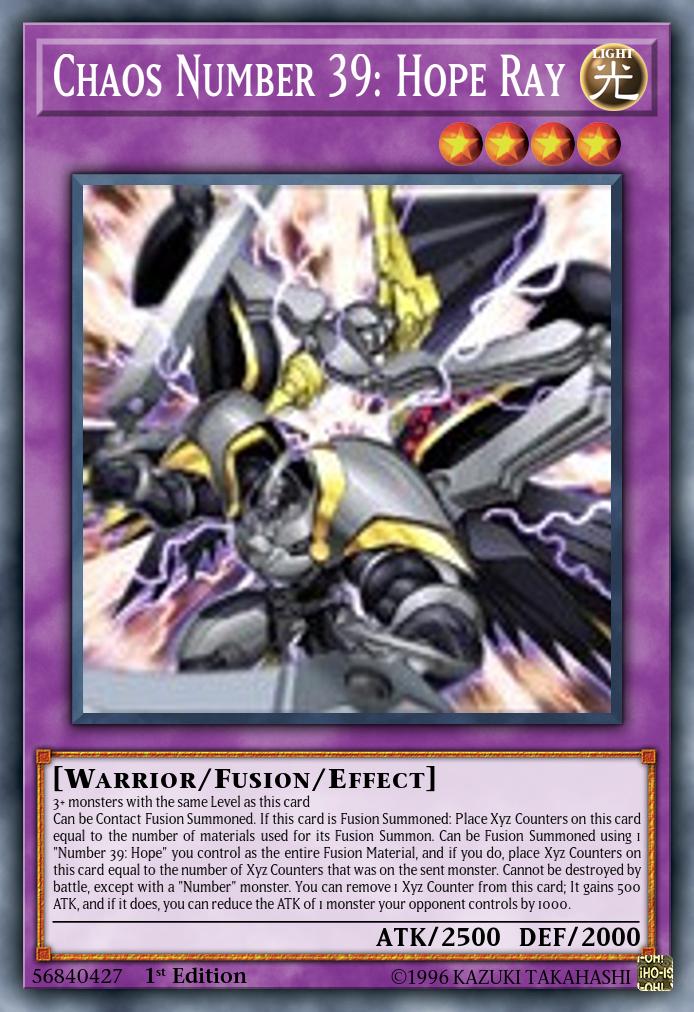 CHAOS NUMBER 39: HOPE RAY
LIGHT
光
[WARRIOR/FUSION/EFFECT]
3+ monsters with the same Level as this card
Can be Contact Fusion Summoned. If this card is Fusion Summoned: Place Xyz Counters on this card
equal to the number of materials used for its Fusion Summon. Can be Fusion Summoned using 1
"Number 39: Hope" you control as the entire Fusion Material, and if you do, place Xyz Counters on
this card equal to the number of Xyz Counters that was on the sent monster. Cannot be destroyed by
battle, except with a "Number" monster. You can remove 1 Xyz Counter from this card; It gains 500
ATK, and if it does, you can reduce the ATK of 1 monster your opponent controls by 1000.
ATK/2500 DEF/2000
56840427 1st Edition ©1996 KAZUKI TAKAHASHI